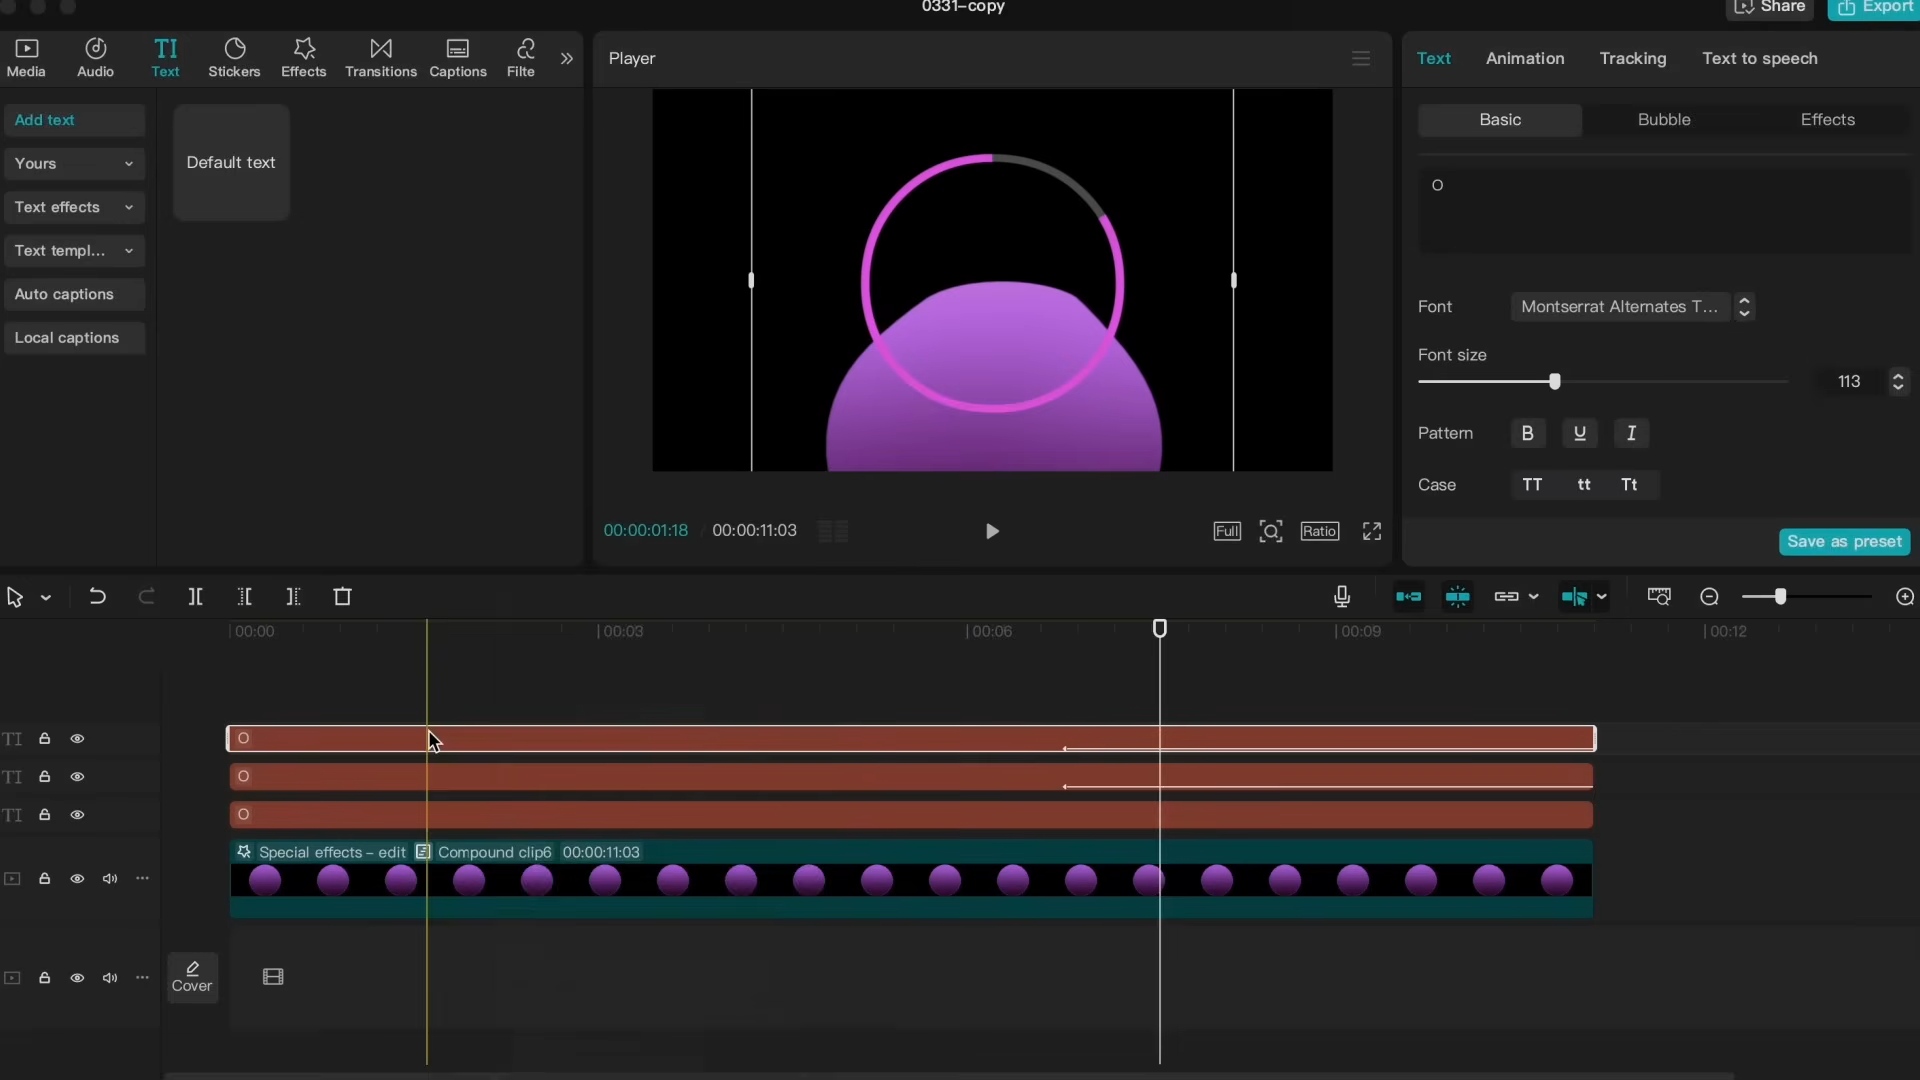 0331-copy
Share
Export
Media
Audio
TI
Text
Stickers
Effects
Transitions
Captions
Filte
Player
Text
Animation
Tracking
Text to speech
Add text
Yours
Text effects
Text templ...
Auto captions
Local captions
Default text
Basic
Bubble
Effects
O
Font
Montserrat Alternates T...
Font size
113
Pattern
B
U
I
Case
TT
tt
Tt
Save as preset
00:00:01:18 / 00:00:11:03
Full
Ratio
00:00
00:03
00:06
00:09
00:12
TI
O
TI
O
TI
O
Special effects – edit
Compound clip6
00:00:11:03
Cover